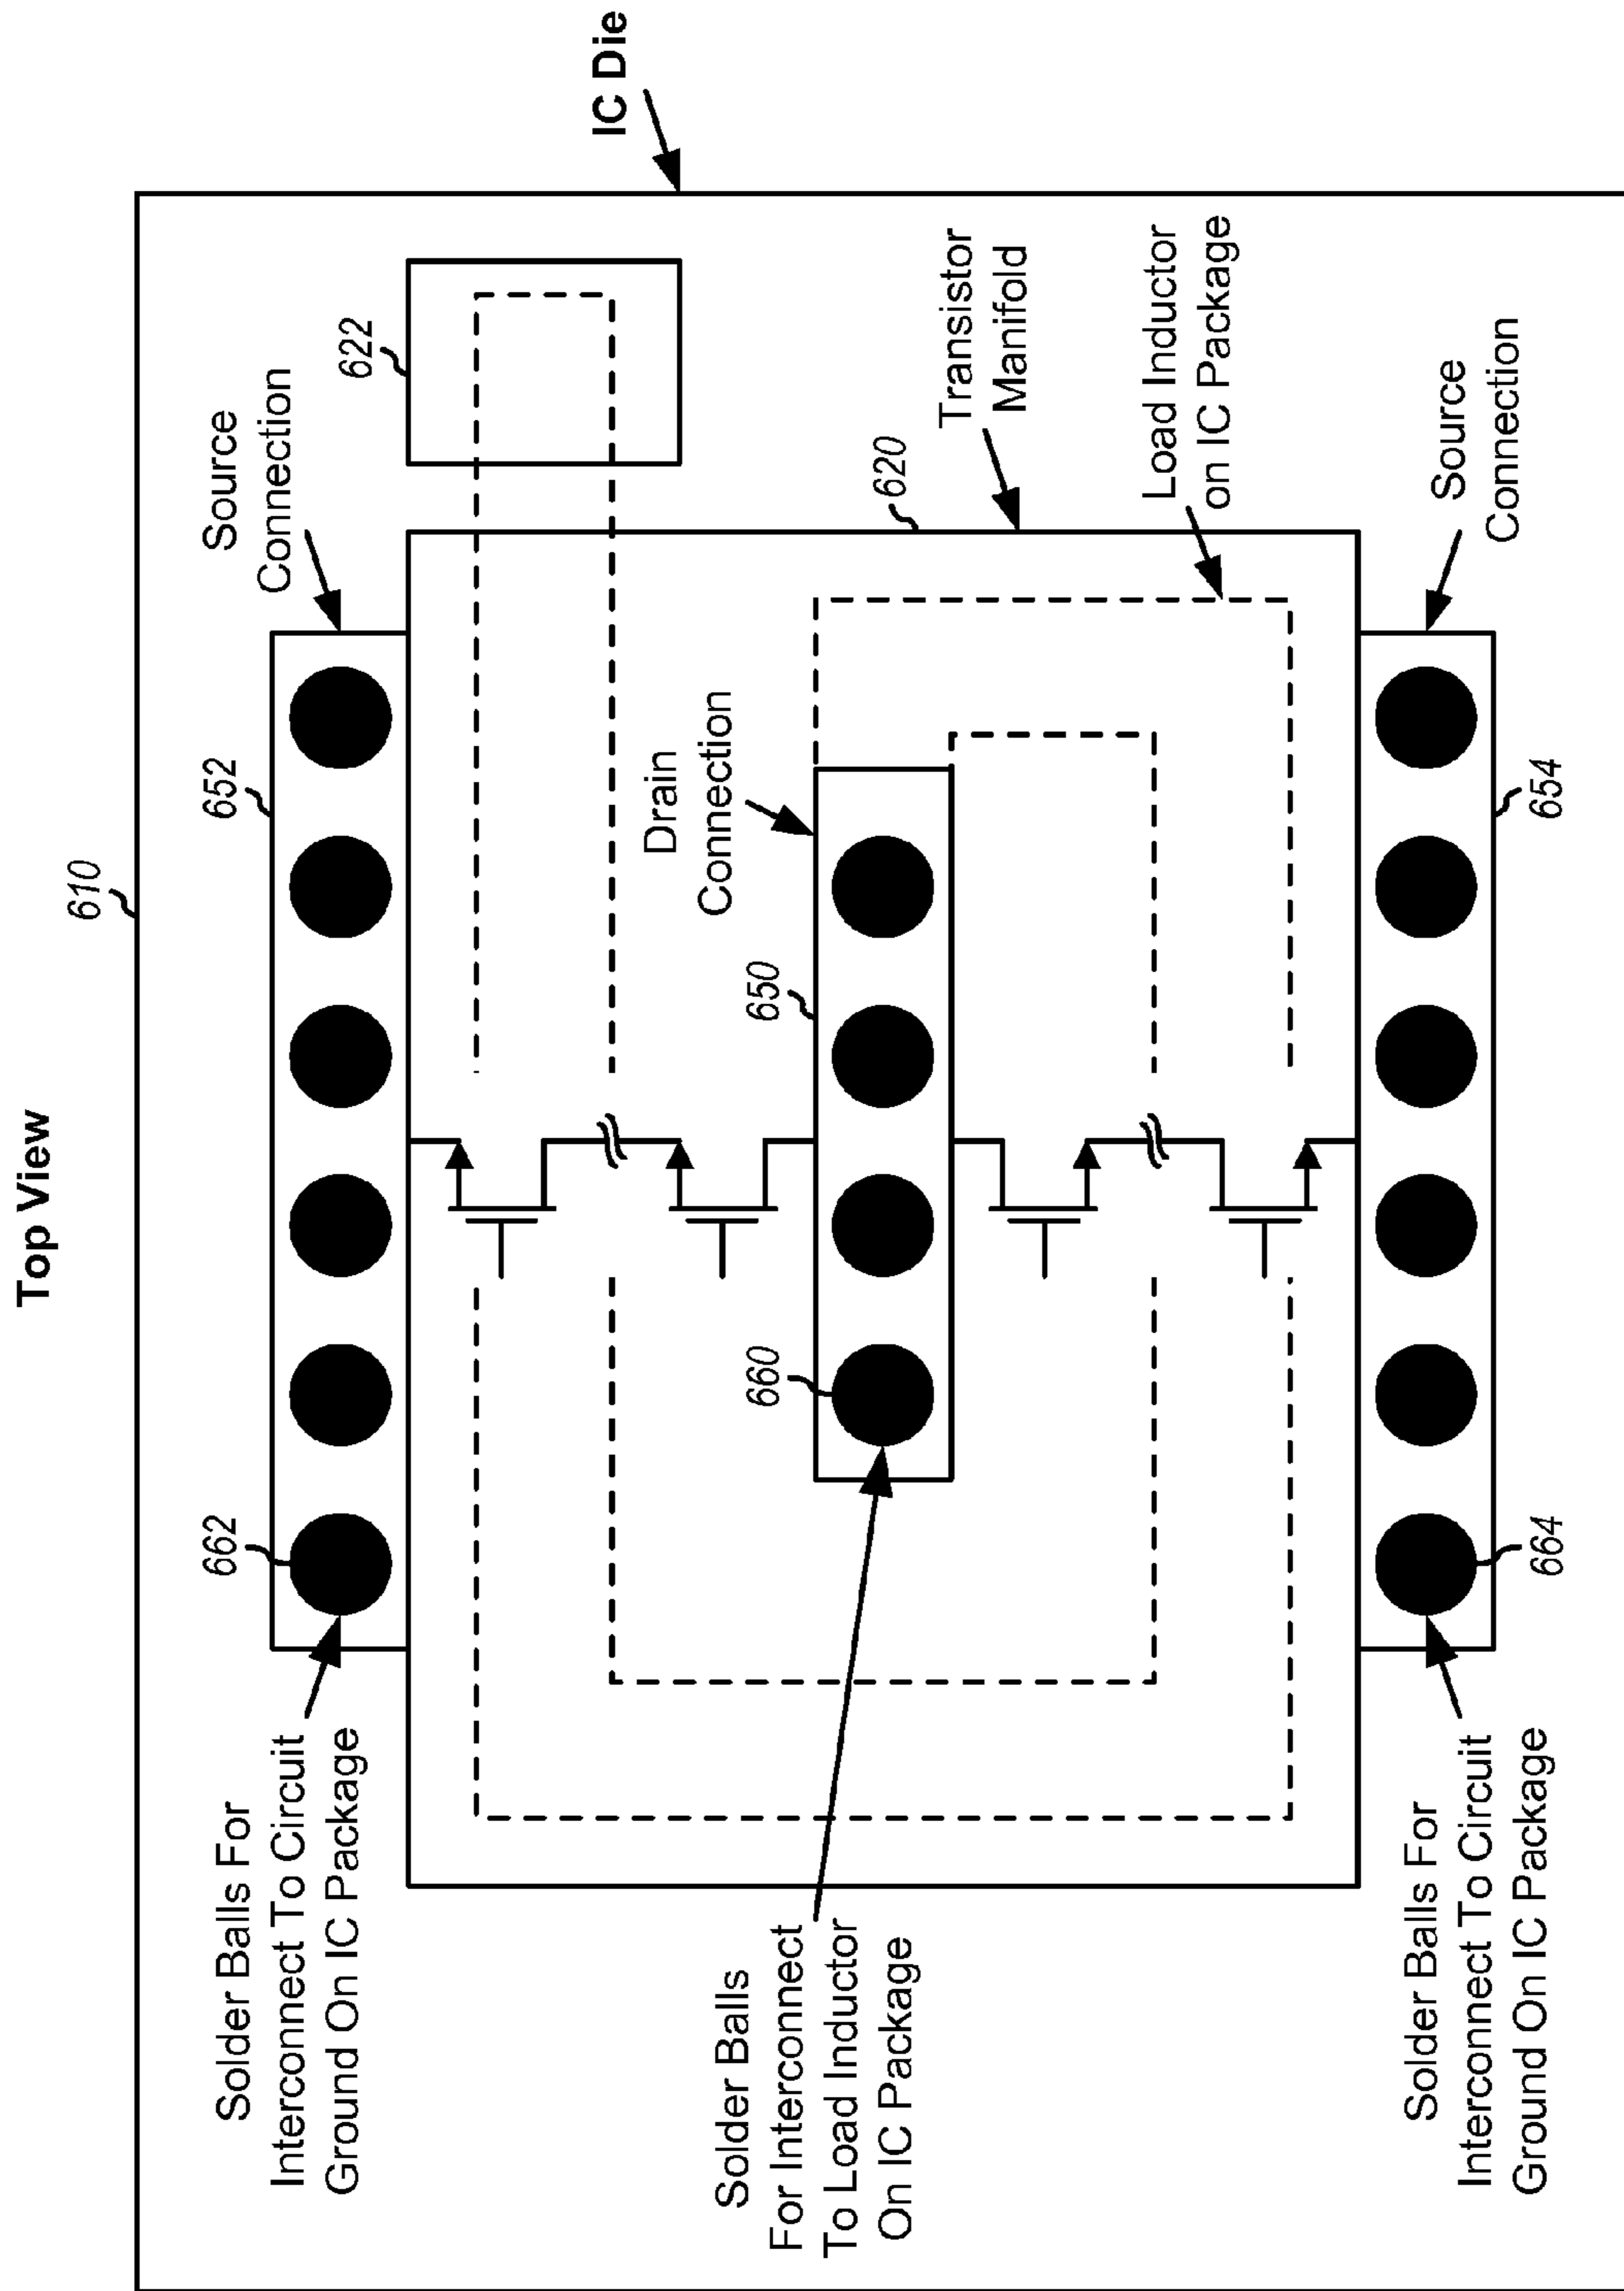 Top View
610
IC Die
Solder Balls For
Interconnect To Circuit
Ground On IC Package
662
652
Source
Connection
622
620
Transistor
Manifold
Solder Balls
For Interconnect
To Load Inductor
On IC Package
660
650
Drain
Connection
Load Inductor
on IC Package
Solder Balls For
Interconnect To Circuit
Ground On IC Package
664
654
Source
Connection